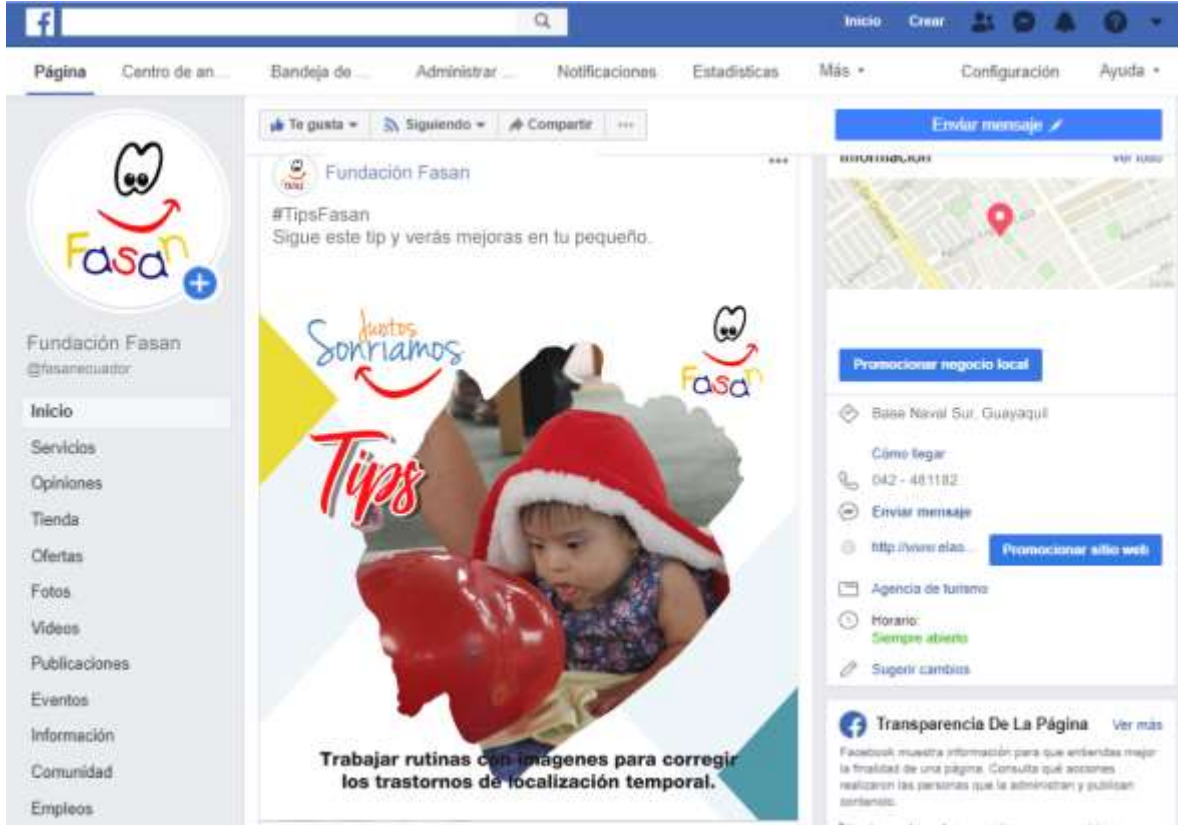 Inicio Crear
Página Centro de an... Bandeja de ... Administrar ... Notificaciones Estadísticas Más Configuración Ayuda
Te gusta Siguiendo Compartir ...
Enviar mensaje
Fasan
Fundación Fasan
@fasanecuador
Inicio
Servicios
Opiniones
Tienda
Ofertas
Fotos
Videos
Publicaciones
Eventos
Información
Comunidad
Empleos
Fundación Fasan
#TipsFasan
Sigue este tip y verás mejoras en tu pequeño.
Juntos
Sonriamos
Fasan
Tips
Trabajar rutinas con imágenes para corregir
los trastornos de localización temporal.
Información Ver todo
Promocionar negocio local
Base Naval Sur, Guayaquil
Cómo llegar
042 - 481182
Enviar mensaje
Promocionar sitio web
Agencia de turismo
Horario:
Siempre abierto
Sugerir cambios
Transparencia De La Página Ver más
Facebook muestra información para que entiendas mejor
la finalidad de una página. Consulta qué acciones
realizaron las personas que la administran y publican
contenido.